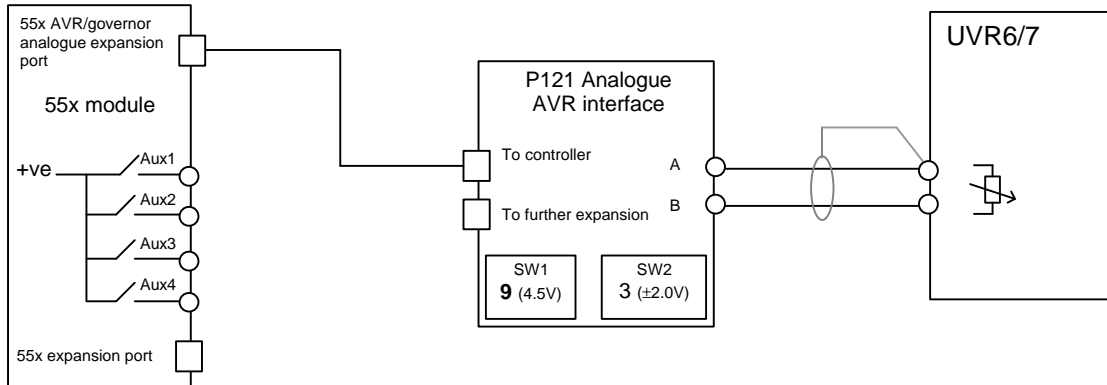 55x AVR/governor
analogue expansion
port
55x module
+ve
Aux1
Aux2
Aux3
Aux4
55x expansion port
P121 Analogue
AVR interface
To controller
A
To further expansion
B
SW1
9 (4.5V)
SW2
3 (±2.0V)
UVR6/7